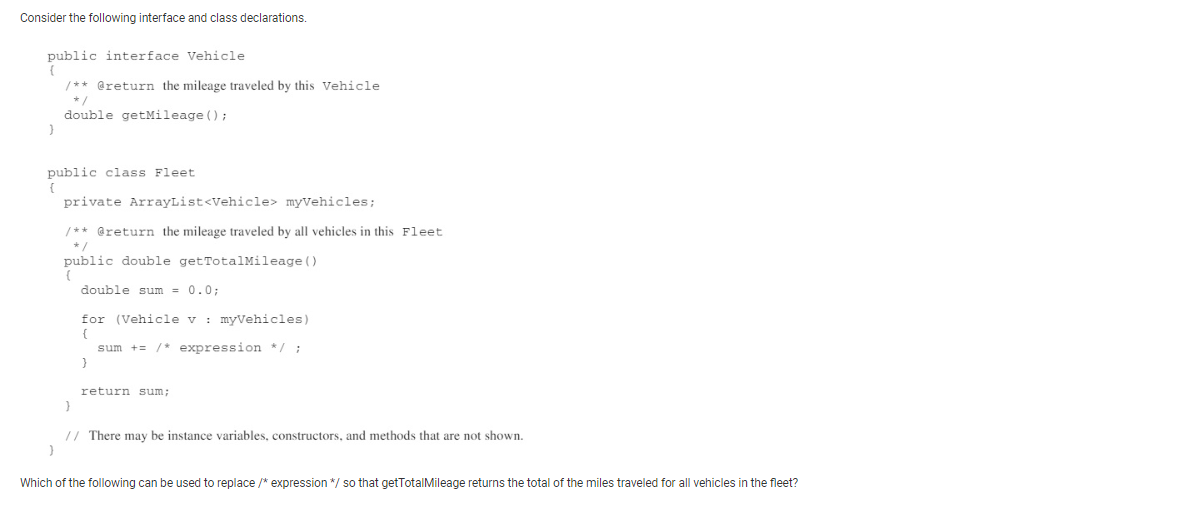 Consider the following interface and class declarations.
public interface Vehicle
{
/** @return the mileage traveled by this Vehicle
*/
double getMileage();
}
public class Fleet
{
private ArrayList<Vehicle> myVehicles;
/** @return the mileage traveled by all vehicles in this Fleet
*/
public double getTotalMileage()
{
double sum = 0.0;
for (Vehicle v : myVehicles)
{
sum += /* expression */ ;
}
return sum;
}
// There may be instance variables, constructors, and methods that are not shown.
}
Which of the following can be used to replace /* expression */ so that getTotalMileage returns the total of the miles traveled for all vehicles in the fleet?